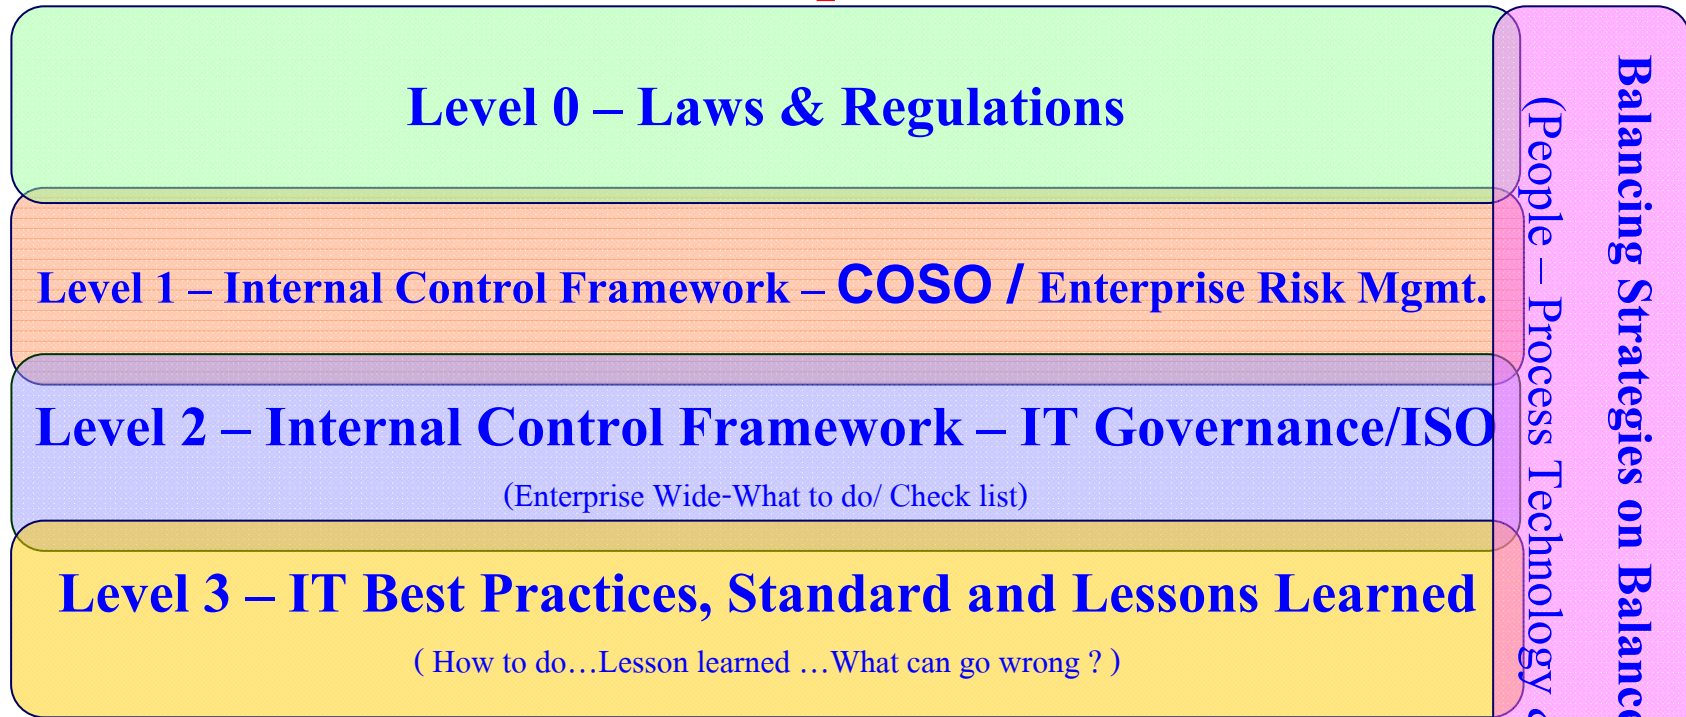 Level 0 – Laws & Regulations
Level 1 – Internal Control Framework – COSO / Enterprise Risk Mgmt.
Level 2 – Internal Control Framework – IT Governance/ISO
(Enterprise Wide-What to do/ Check list)
Level 3 – IT Best Practices, Standard and Lessons Learned
( How to do…Lesson learned …What can go wrong ? )
Balancing Strategies on Balance
(People – Process Technology